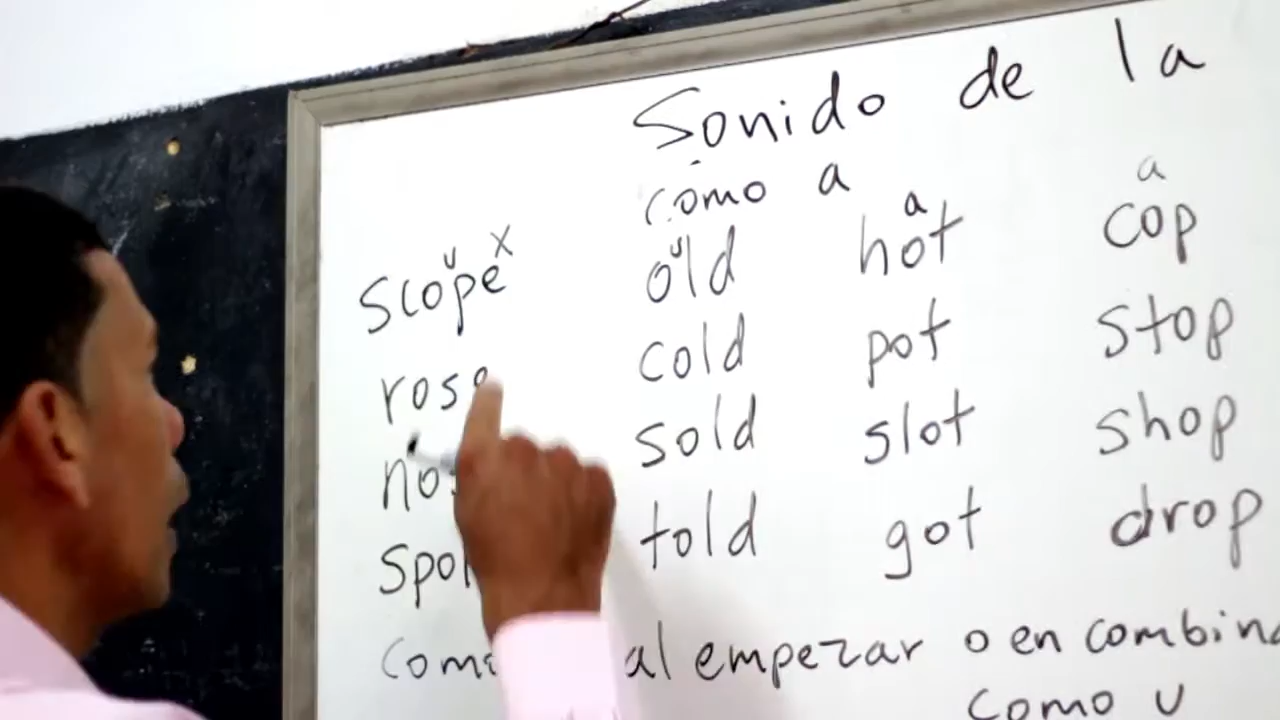 Sonido de la
como a
a a
u x u
scope old hot cop
rose cold pot stop
sold slot shop
told got drop
al empezar o en
como u